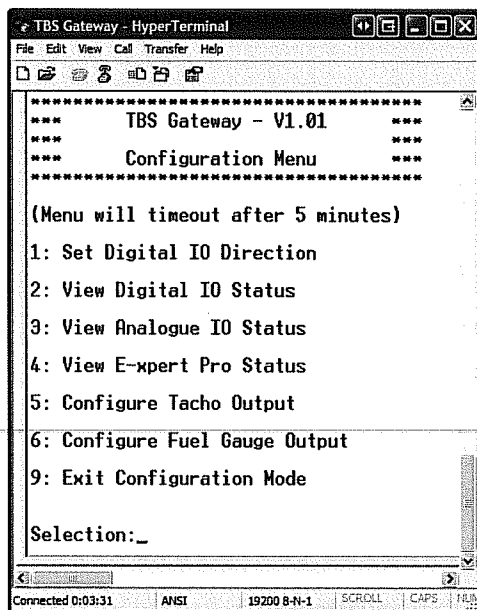 TBS Gateway - HyperTerminal
File Edit View Call Transfer Help
****************************************
*** TBS Gateway - V1.01 ***
*** ***
*** Configuration Menu ***
****************************************
(Menu will timeout after 5 minutes)
1: Set Digital IO Direction
2: View Digital IO Status
3: View Analogue IO Status
4: View E-xpert Pro Status
5: Configure Tacho Output
6: Configure Fuel Gauge Output
9: Exit Configuration Mode
Selection:_
Connected 0:03:31 ANSI 19200 8-N-1 SCROLL CAPS NUM